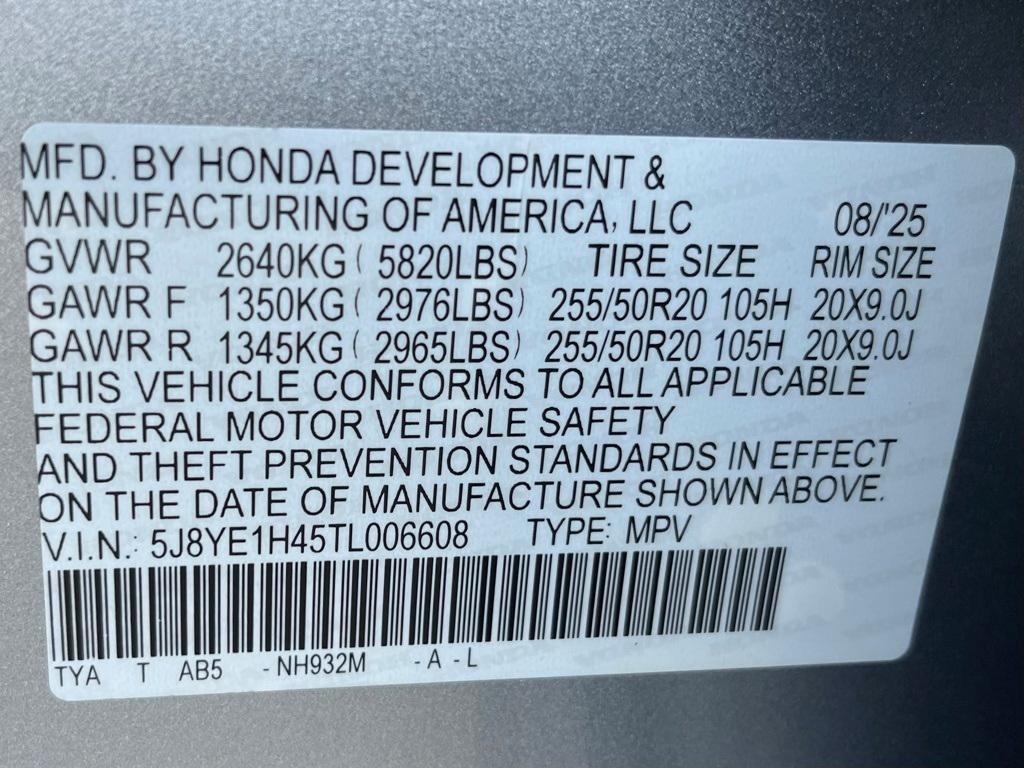 MFD. BY HONDA DEVELOPMENT &
MANUFACTURING OF AMERICA, LLC 08/'25
GVWR 2640KG ( 5820LBS) TIRE SIZE RIM SIZE
GAWR F 1350KG ( 2976LBS) 255/50R20 105H 20X9.0J
GAWR R 1345KG ( 2965LBS) 255/50R20 105H 20X9.0J
THIS VEHICLE CONFORMS TO ALL APPLICABLE
FEDERAL MOTOR VEHICLE SAFETY
AND THEFT PREVENTION STANDARDS IN EFFECT
ON THE DATE OF MANUFACTURE SHOWN ABOVE.
V.I.N.: 5J8YE1H45TL006608 TYPE: MPV
TYA T AB5 - NH932M - A - L